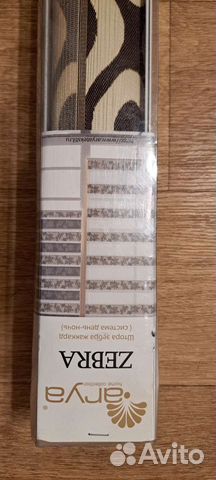 arya®
home collection
ZEBRA
Штора зебра жаккард
( система день-ночь)
Avito